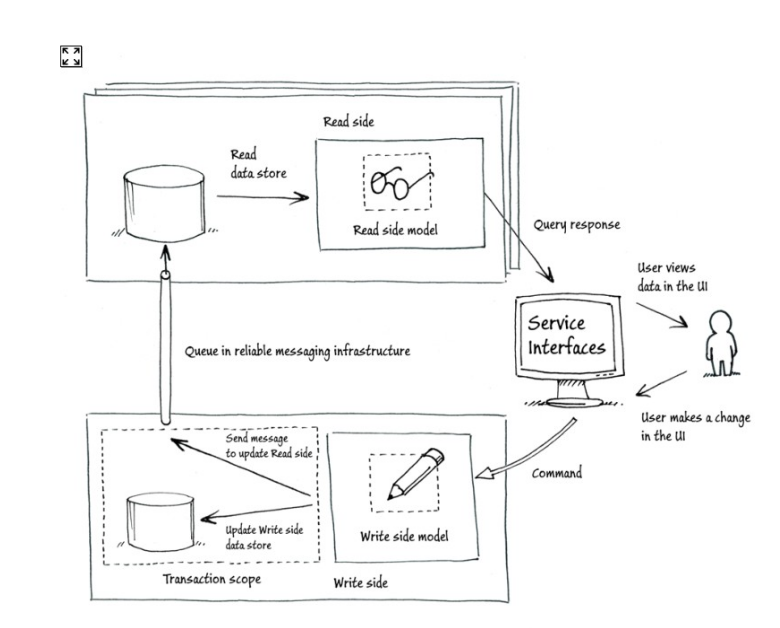 Read side
Read
data store
Read side model
Query response
User views
data in the UI
Service
Interfaces
Queue in reliable messaging infrastructure
User makes a change
in the UI
Send message
to update Read side
Command
Update Write side
data store
Write side model
Transaction scope
Write side